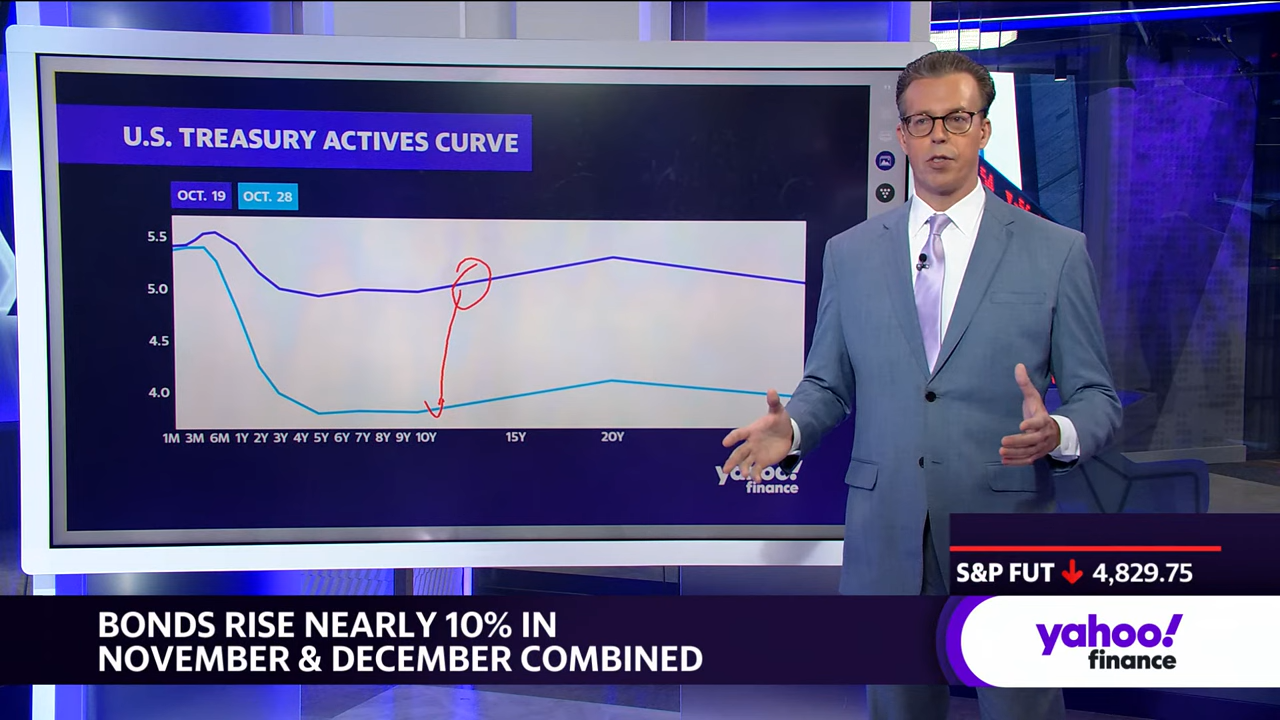 U.S. TREASURY ACTIVES CURVE
OCT. 19 OCT. 28
5.5
5.0
4.5
4.0
1M 3M 6M 1Y 2Y 3Y 4Y 5Y 6Y 7Y 8Y 9Y 10Y 15Y 20Y
yahoo!
finance
S&P FUT 4,829.75
BONDS RISE NEARLY 10% IN
NOVEMBER & DECEMBER COMBINED
yahoo!
finance